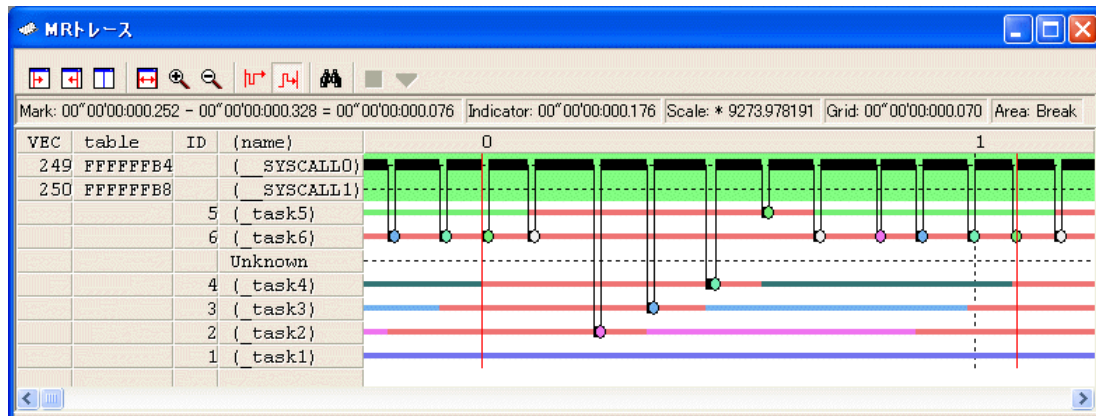 MRトレース
Mark: 00"00'00:000.252 - 00"00'00:000.328 = 00"00'00:000.076 Indicator: 00"00'00:000.176 Scale: * 9273.978191 Grid: 00"00'00:000.070 Area: Break
VEC table ID (name) 0 1
249 FFFFFFB4 (__SYSCALL0)
250 FFFFFFB8 (__SYSCALL1)
5 (_task5)
6 (_task6)
Unknown
4 (_task4)
3 (_task3)
2 (_task2)
1 (_task1)